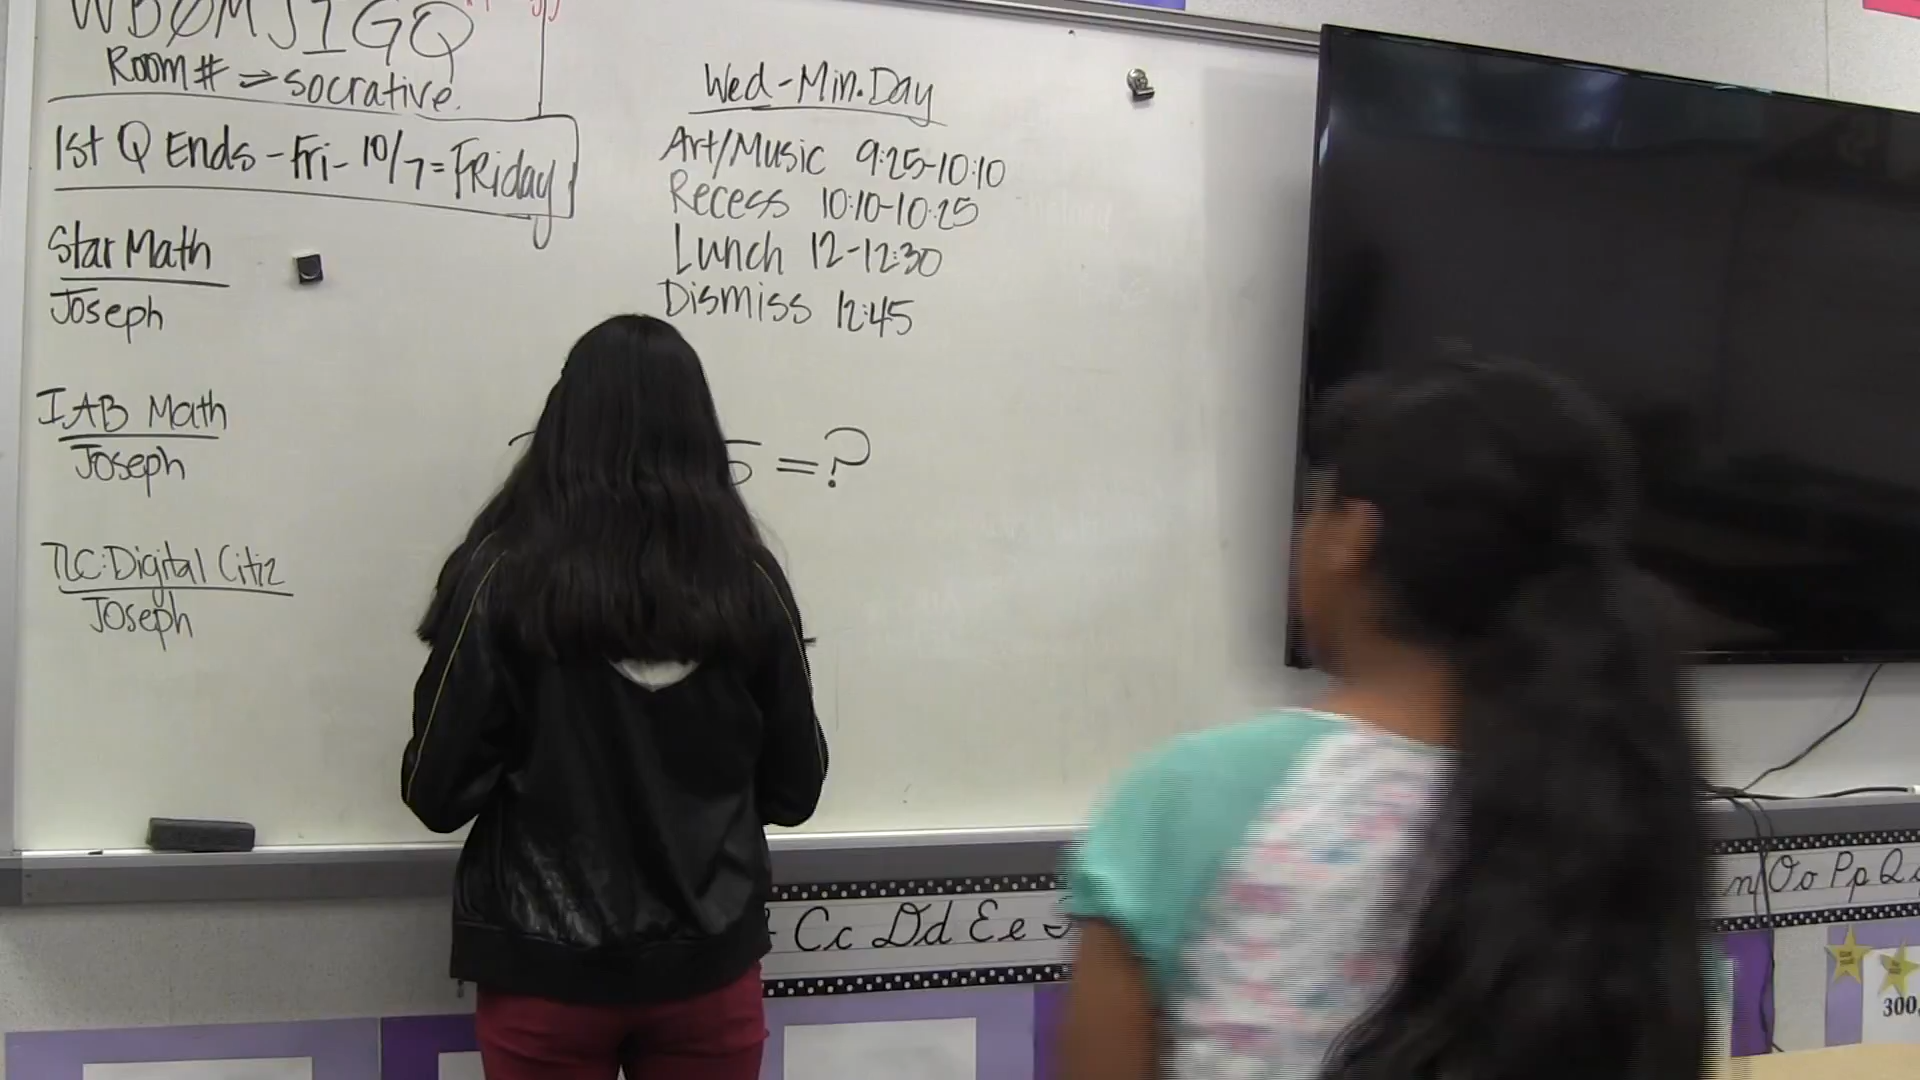 Room# ⇒ socrative.
1st Q Ends - Fri - 10/7 = Friday
Star Math
Joseph
IAB Math
Joseph
TLC: Digital Citiz
Joseph
Wed - Min. Day
Art/Music 9:25-10:10
Recess 10:10-10:25
Lunch 12-12:30
Dismiss 12:45
5 = ?
Cc Dd Ee
Oo Pp
300,